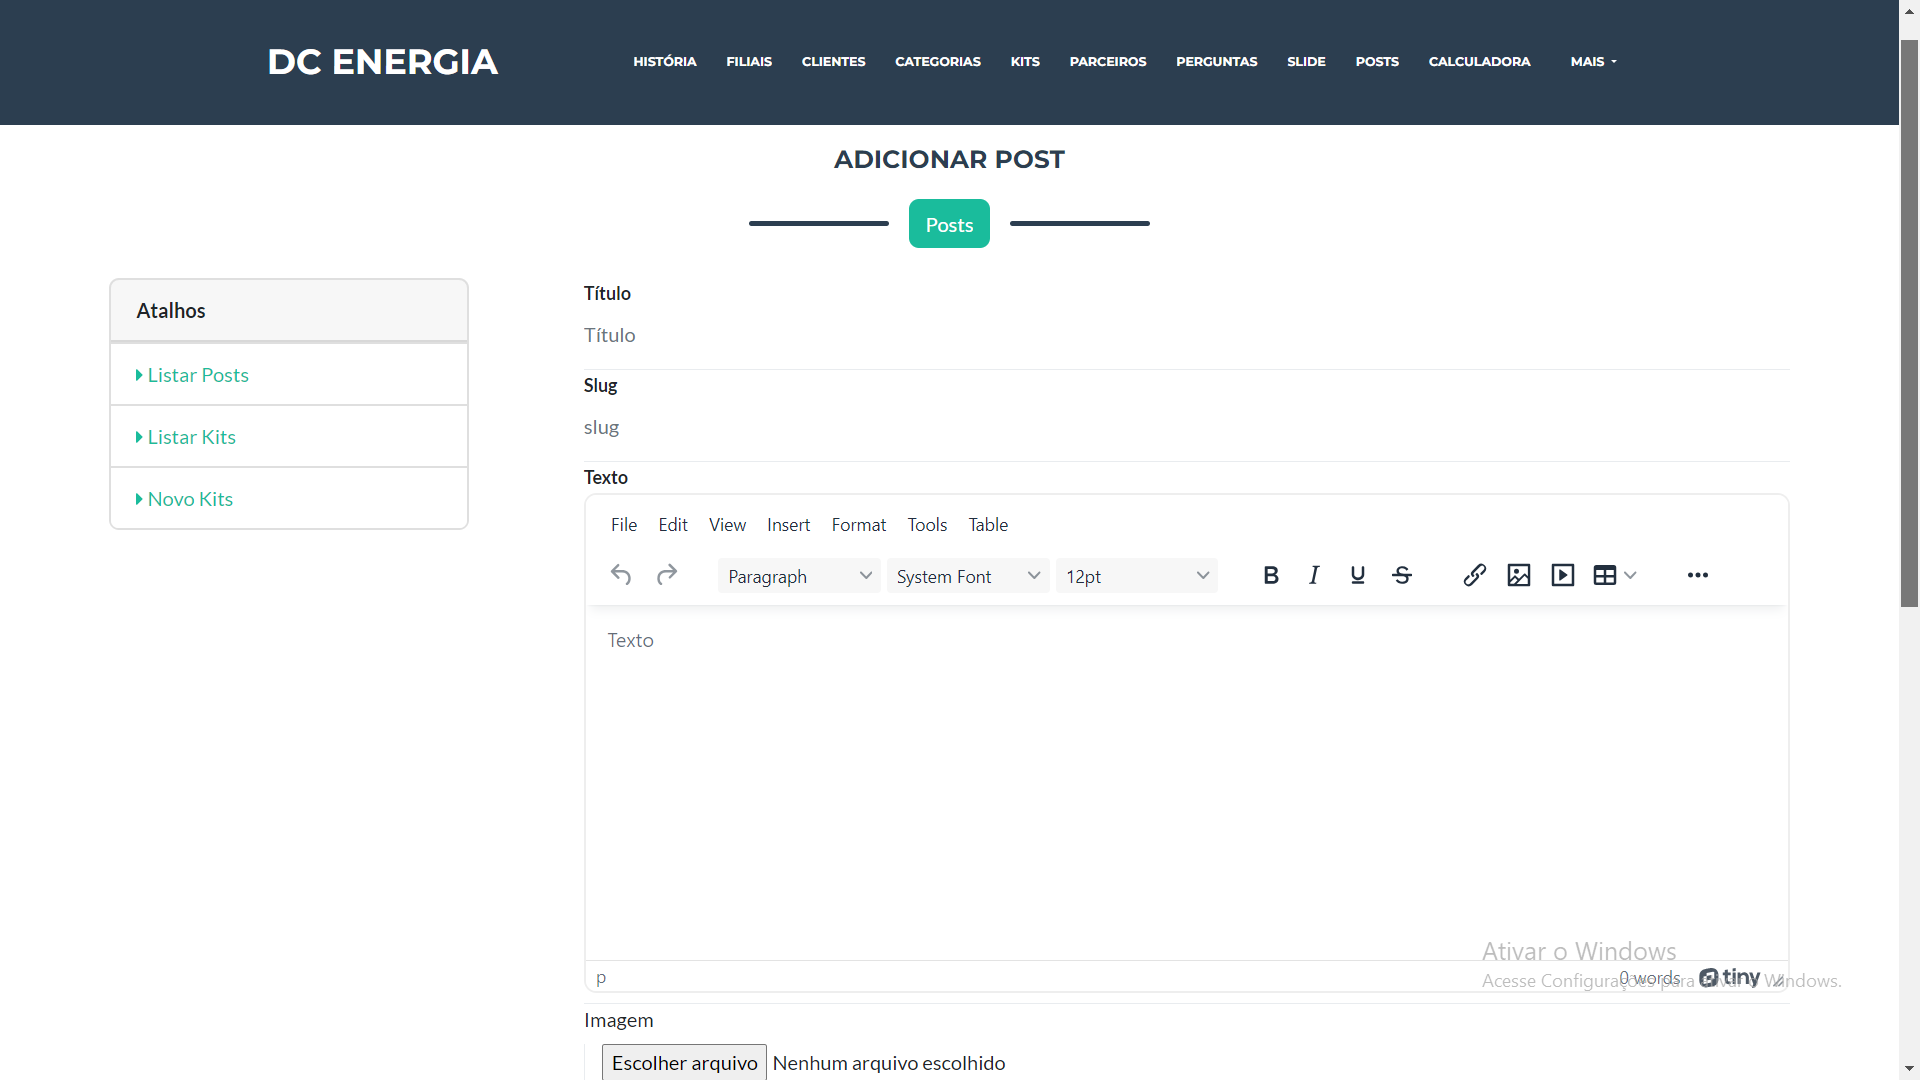 DC ENERGIA
HISTÓRIA FILIAIS CLIENTES CATEGORIAS KITS PARCEIROS PERGUNTAS SLIDE POSTS CALCULADORA MAIS
ADICIONAR POST
Posts
Atalhos
Listar Posts
Listar Kits
Novo Kits
Título
Título
Slug
slug
Texto
File Edit View Insert Format Tools Table
Paragraph System Font 12pt B I U S
Texto
p
0 words tiny
Ativar o Windows
Acesse Configurações para ativar o Windows.
Imagem
Escolher arquivo Nenhum arquivo escolhido